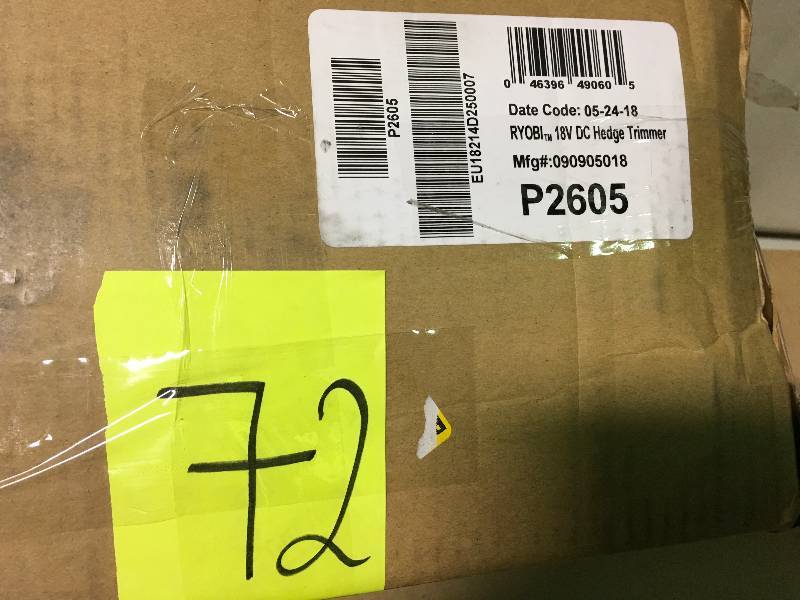 P2605
EU18214D250007
0 46396 49060 5
Date Code: 05-24-18
RYOBI™ 18V DC Hedge Trimmer
Mfg#:090905018
P2605
72